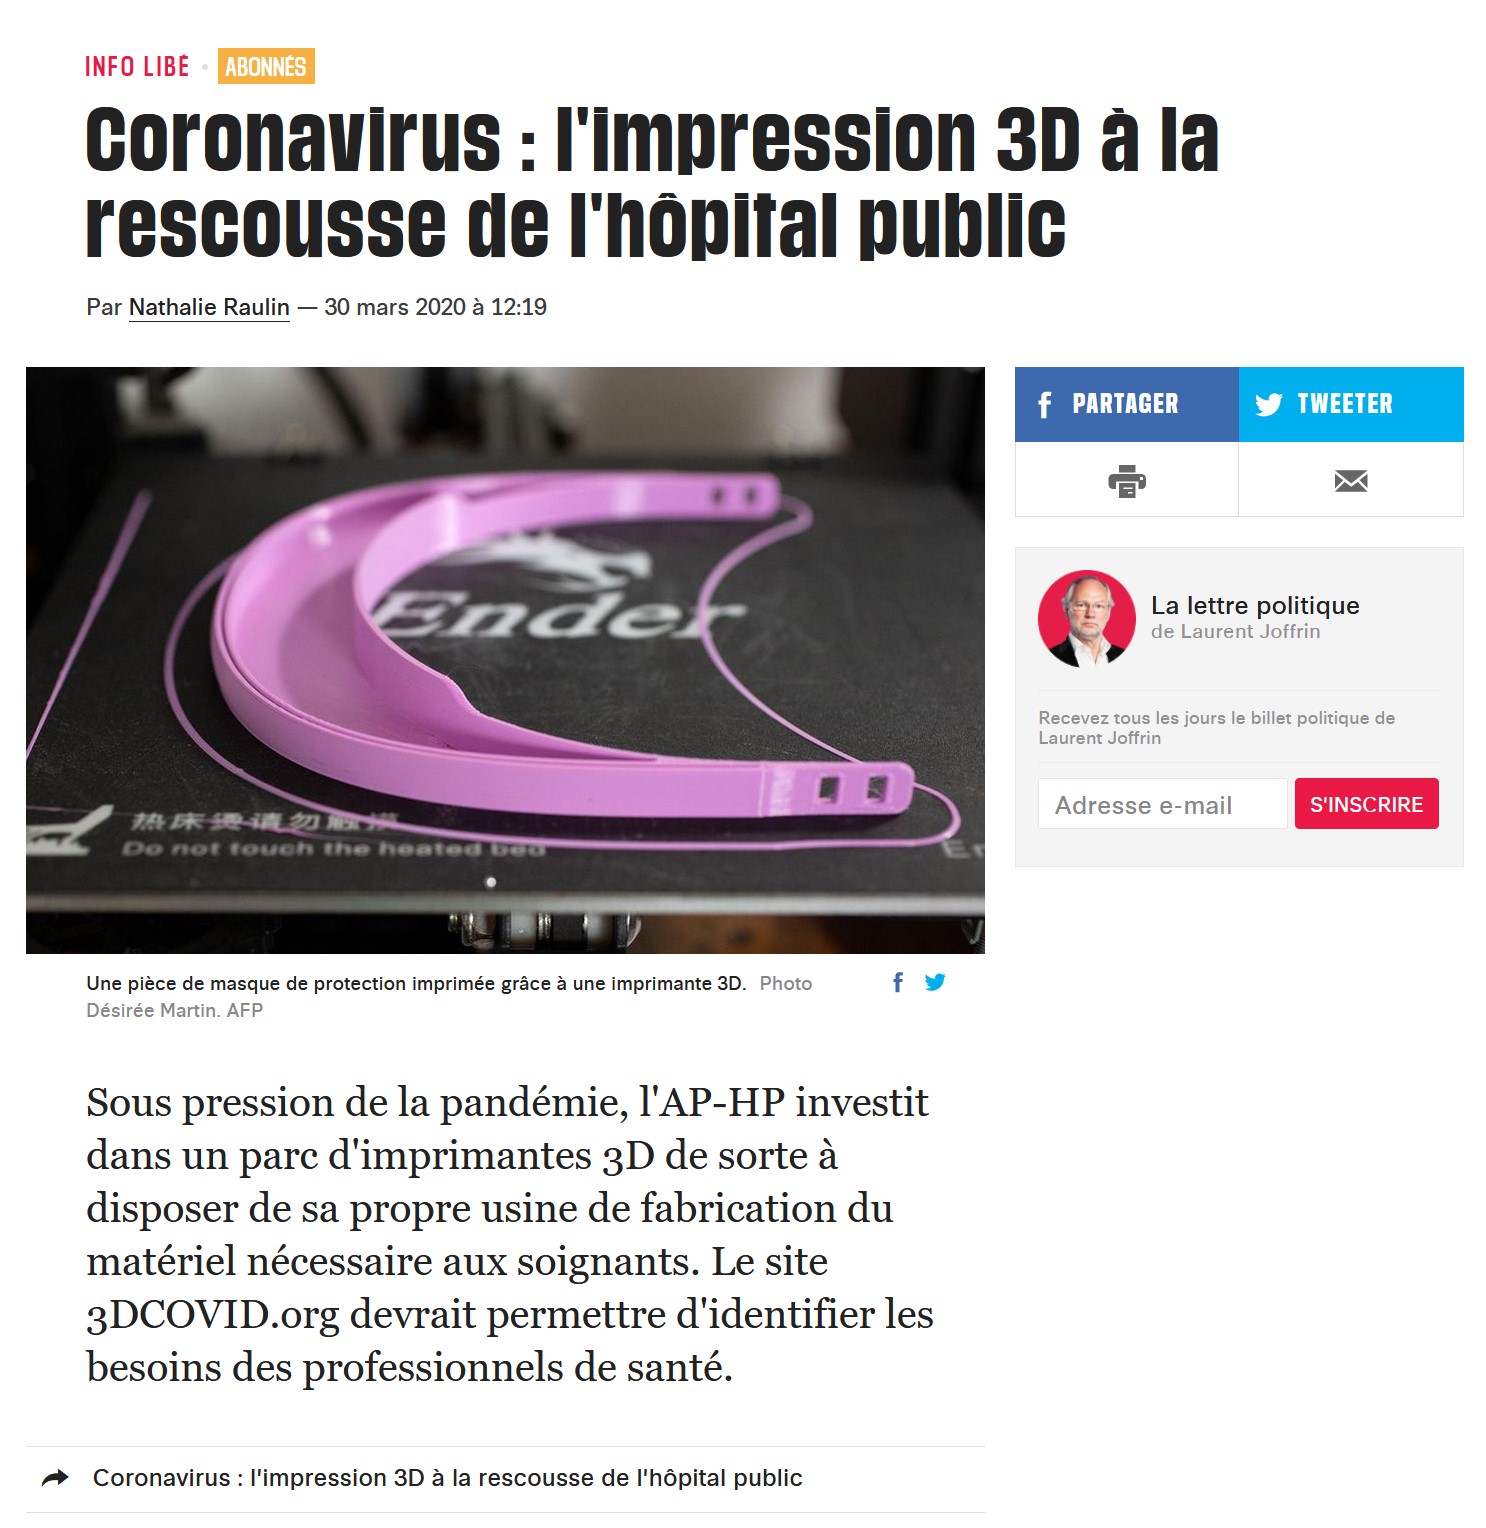 INFO LIBÉ • ABONNÉS
Coronavirus : l'impression 3D à la
rescousse de l'hôpital public
Par Nathalie Raulin — 30 mars 2020 à 12:19
PARTAGER
TWEETER
Ender
热床烫请勿触摸
Do not touch the heated bed
En
La lettre politique
de Laurent Joffrin
Recevez tous les jours le billet politique de
Laurent Joffrin
Adresse e-mail
S'INSCRIRE
Une pièce de masque de protection imprimée grâce à une imprimante 3D. Photo
Désirée Martin. AFP
Sous pression de la pandémie, l'AP-HP investit
dans un parc d'imprimantes 3D de sorte à
disposer de sa propre usine de fabrication du
matériel nécessaire aux soignants. Le site
3DCOVID.org devrait permettre d'identifier les
besoins des professionnels de santé.
Coronavirus : l'impression 3D à la rescousse de l'hôpital public